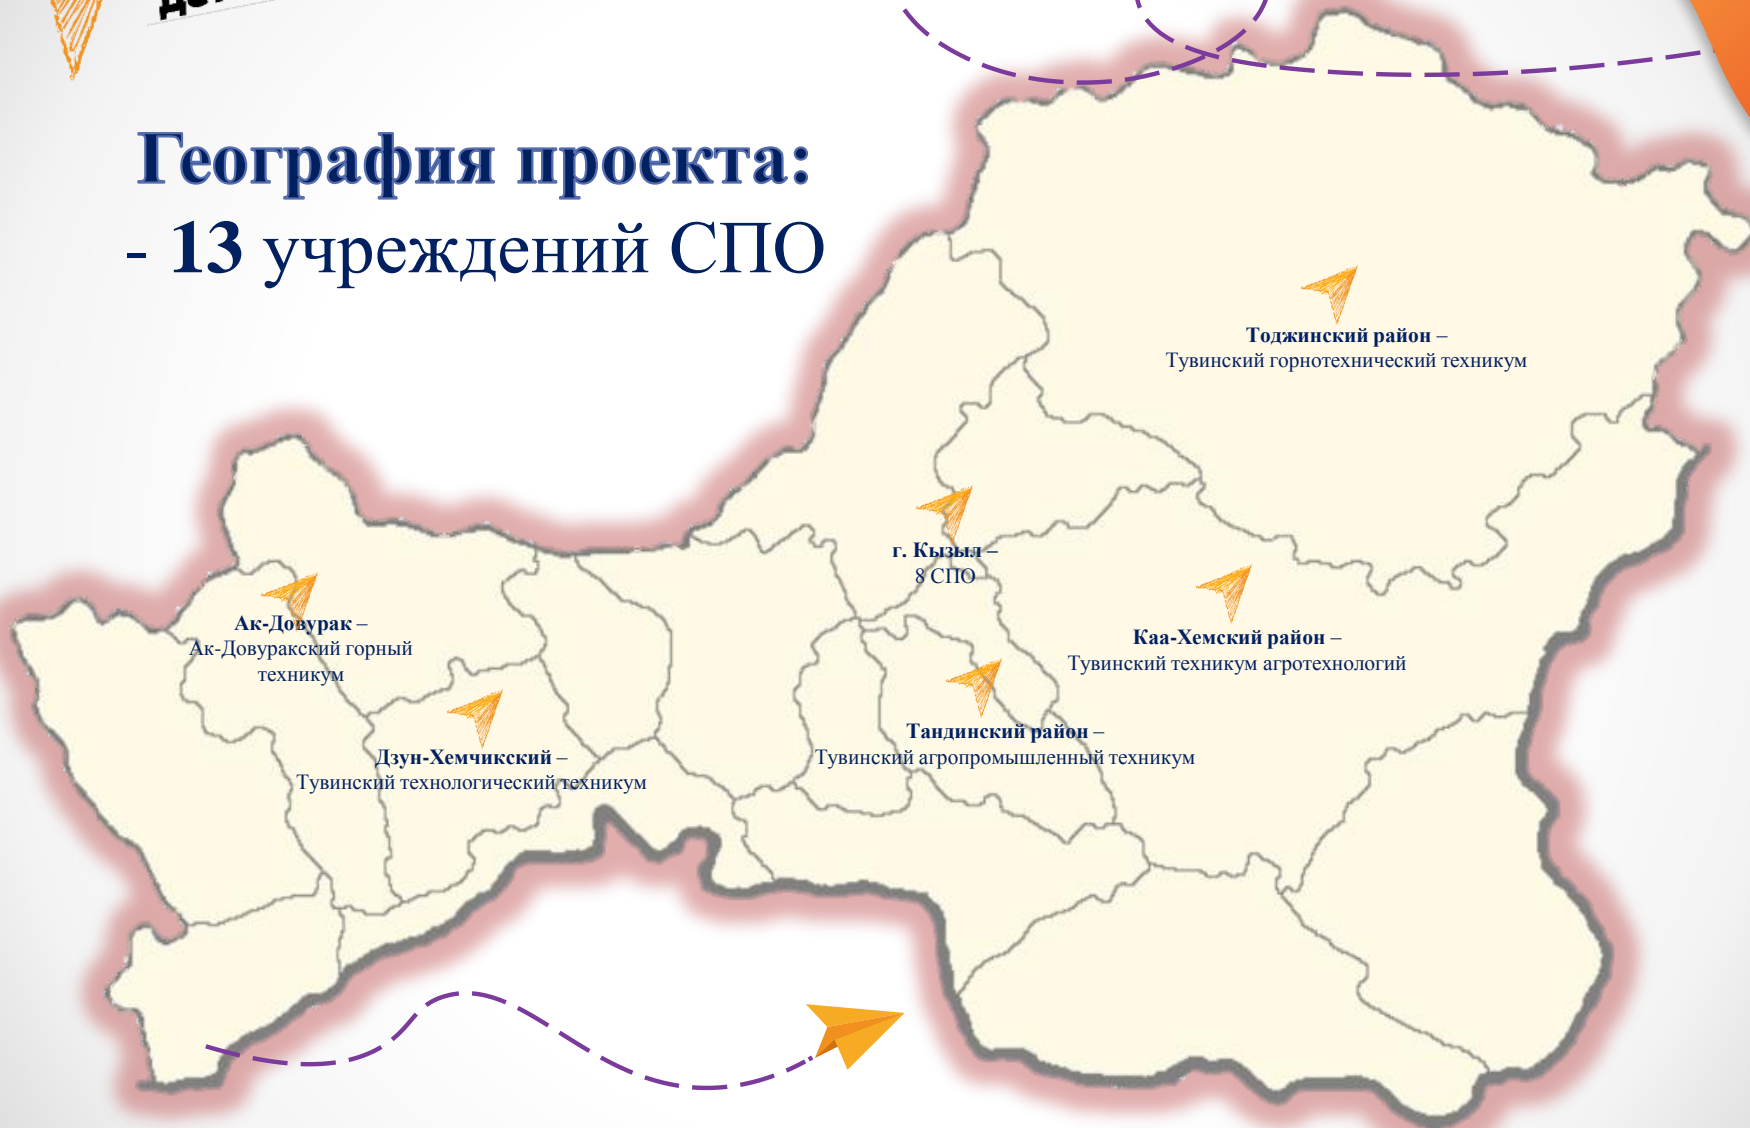 География проекта:
- 13 учреждений СПО
Тоджинский район –
Тувинский горнотехнический техникум
г. Кызыл –
8 СПО
Ак-Довурак –
Ак-Довуракский горный
техникум
Каа-Хемский район –
Тувинский техникум агротехнологий
Дзун-Хемчикский –
Тувинский технологический техникум
Тандинский район –
Тувинский агропромышленный техникум